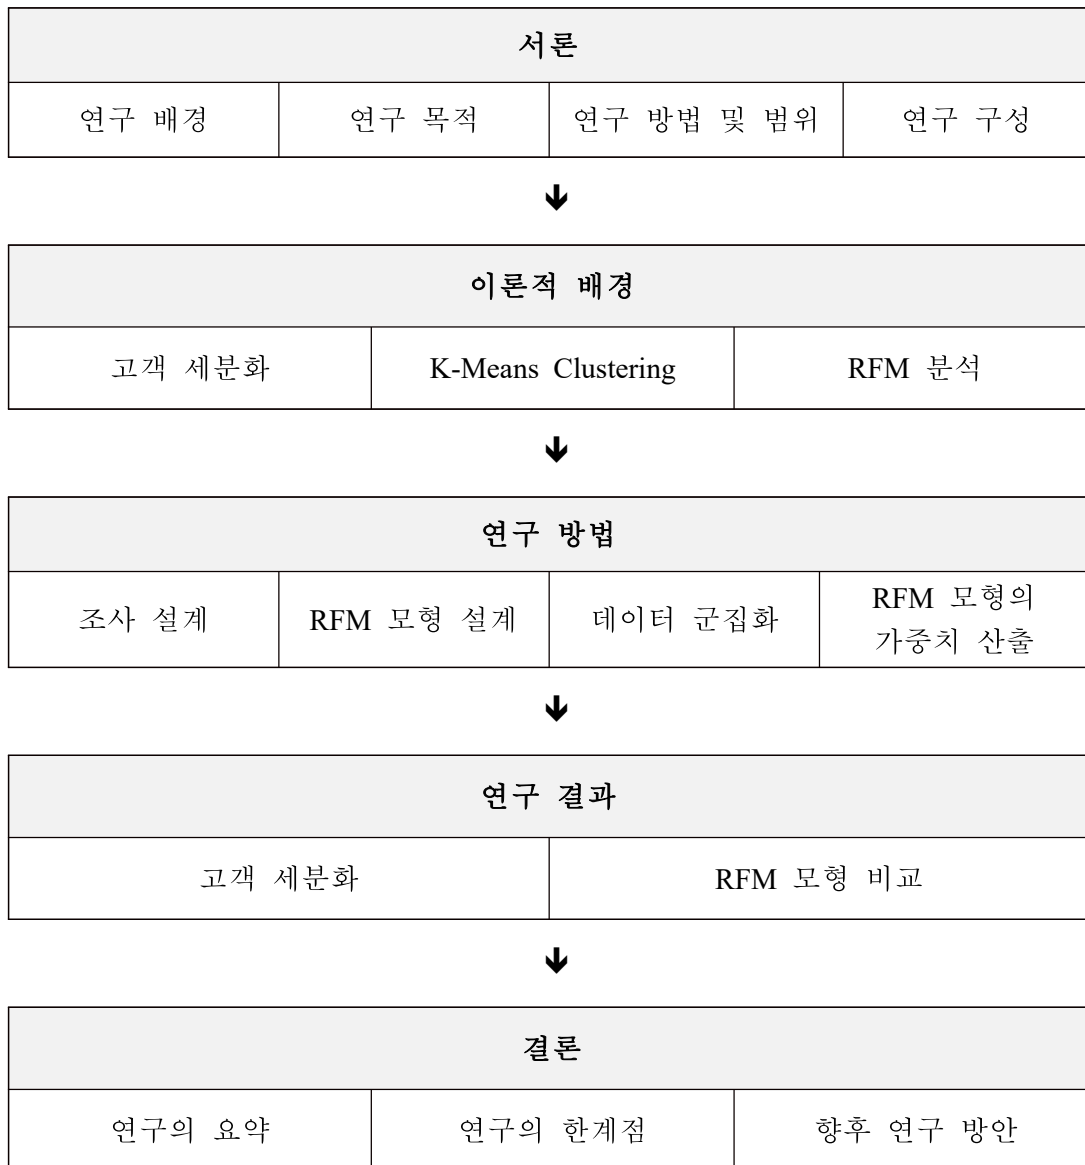 서론
연구 배경 연구 목적 연구 방법 및 범위 연구 구성
이론적 배경
고객 세분화 K-Means Clustering RFM 분석
연구 방법
조사 설계 RFM 모형 설계 데이터 군집화 RFM 모형의
가중치 산출
연구 결과
고객 세분화 RFM 모형 비교
결론
연구의 요약 연구의 한계점 향후 연구 방안